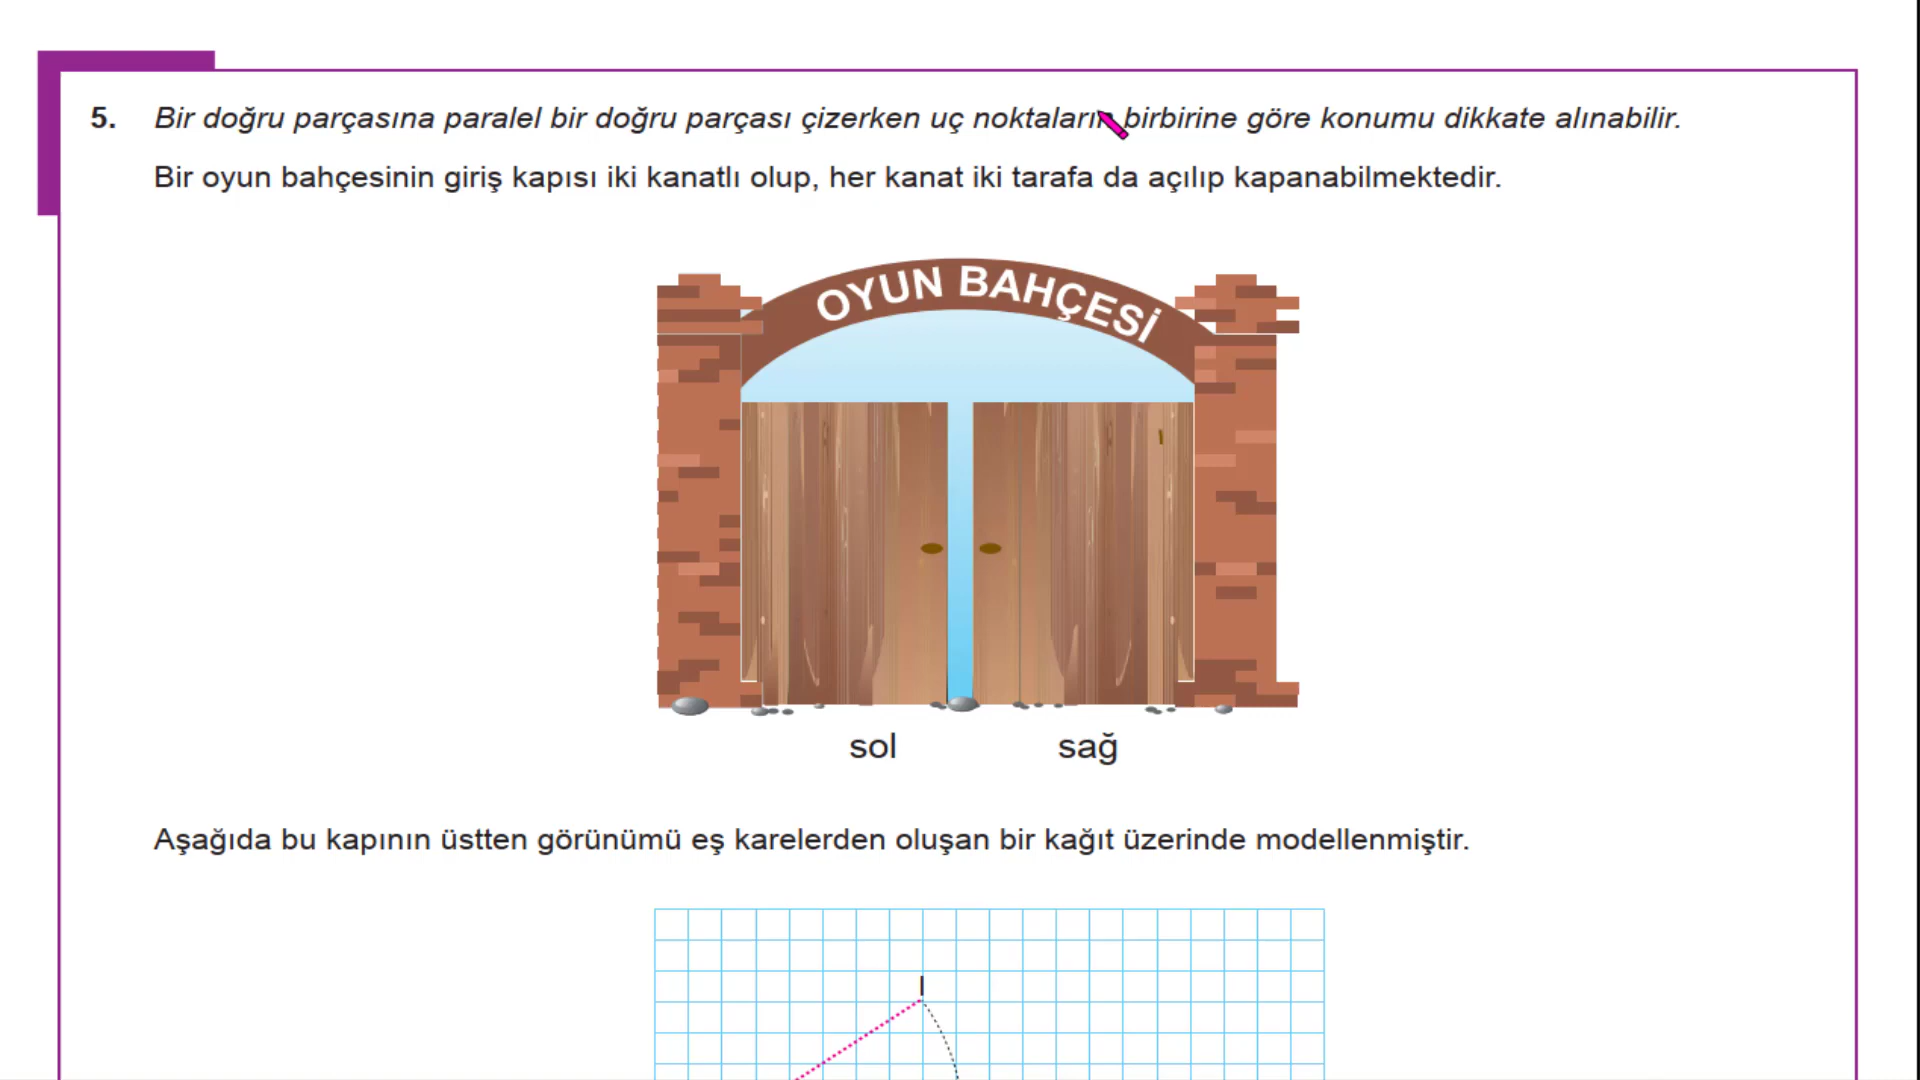 5. Bir doğru parçasına paralel bir doğru parçası çizerken uç noktaların birbirine göre konumu dikkate alınabilir.
Bir oyun bahçesinin giriş kapısı iki kanatlı olup, her kanat iki tarafa da açılıp kapanabilmektedir.
OYUN BAHÇESİ
sol sağ
Aşağıda bu kapının üstten görünümü eş karelerden oluşan bir kağıt üzerinde modellenmiştir.
I